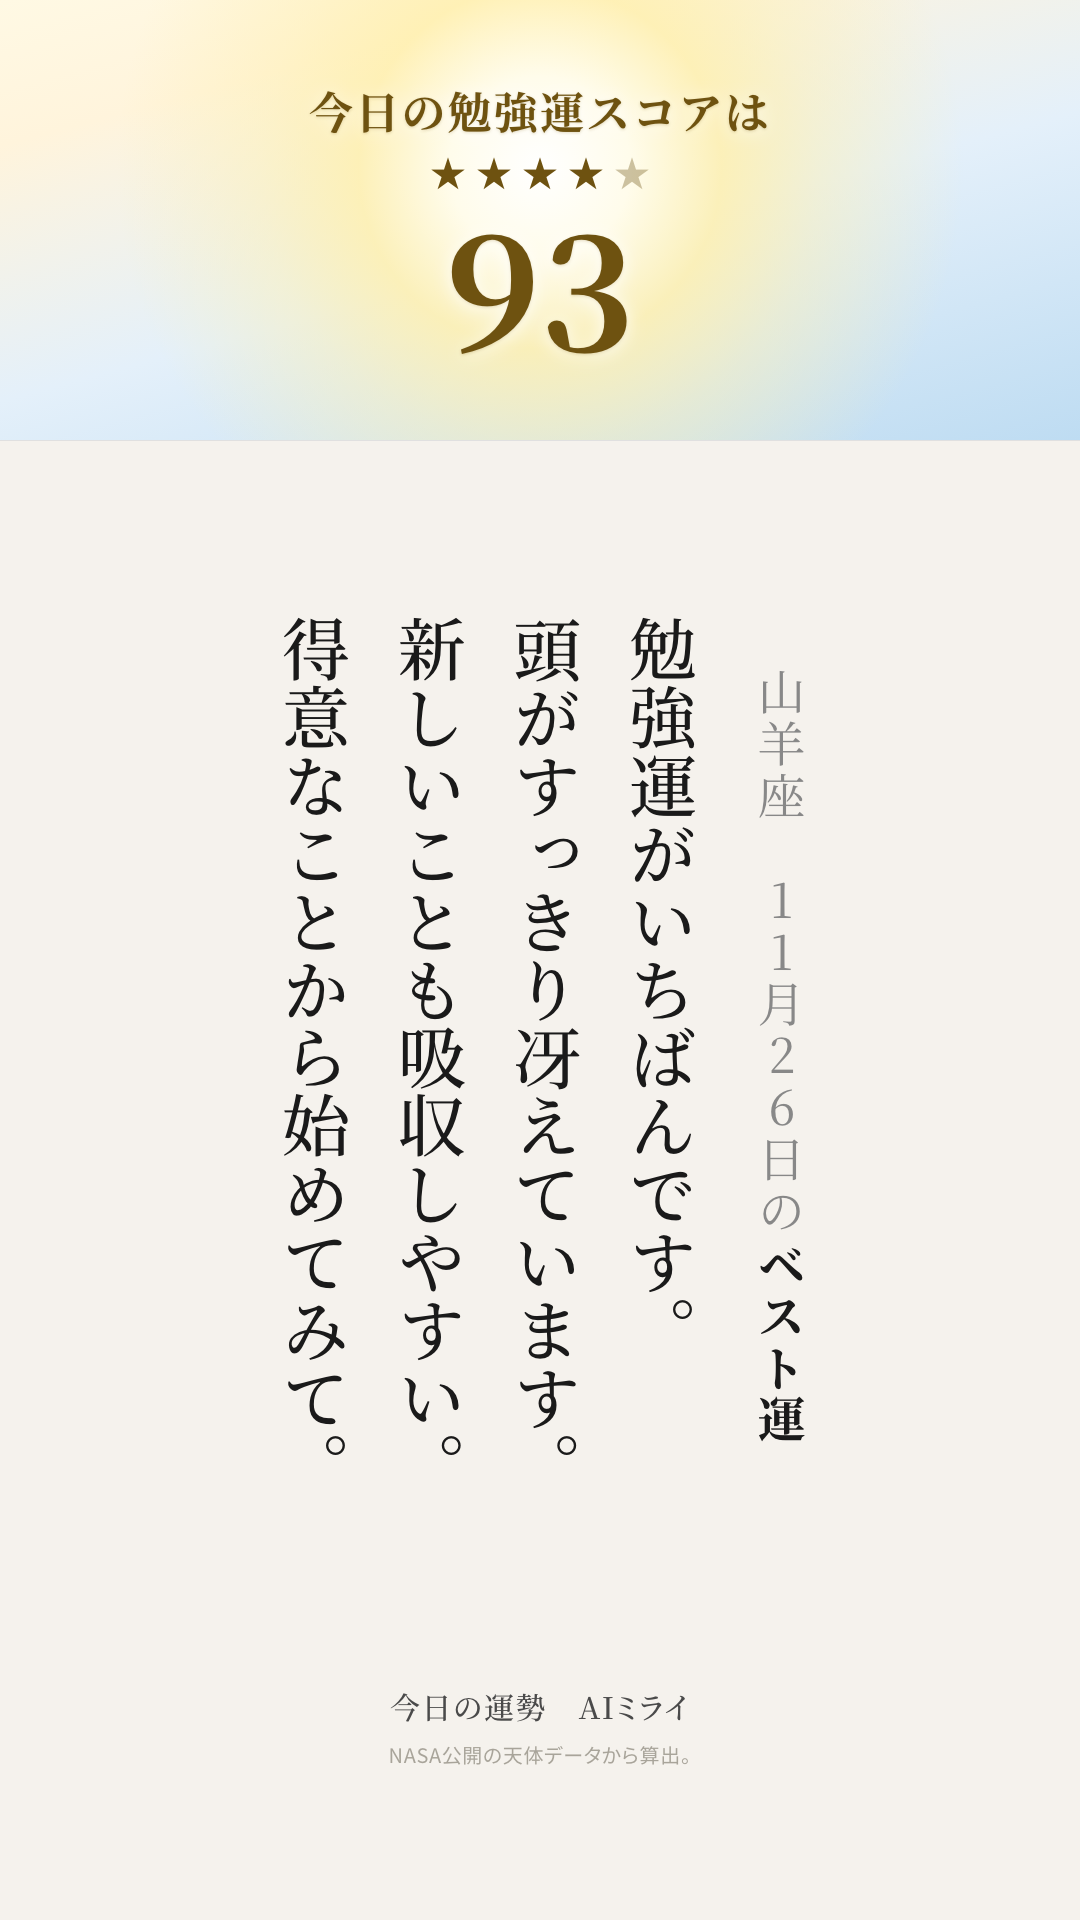 今日の勉強運スコアは
★★★★★
93
山羊座　11月26日のベスト運
勉強運がいちばんです。
頭がすっきり冴えています。
新しいことも吸収しやすい。
得意なことから始めてみて。
今日の運勢　AIミライ
NASA公開の天体データから算出。